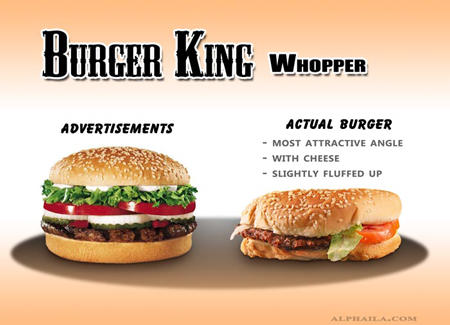 BURGER KING WHOPPER
ADVERTISEMENTS
ACTUAL BURGER
- MOST ATTRACTIVE ANGLE
- WITH CHEESE
- SLIGHTLY FLUFFED UP
ALPHAILA.COM